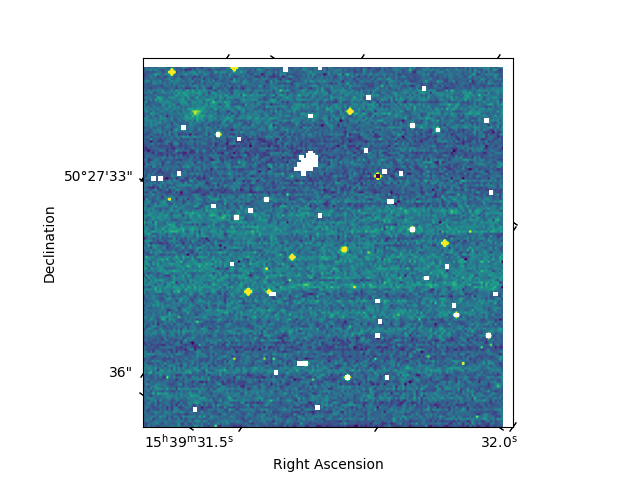 50°27'33"
Declination
36"
15ʰ39ᵐ31.5ˢ
32.0ˢ
Right Ascension